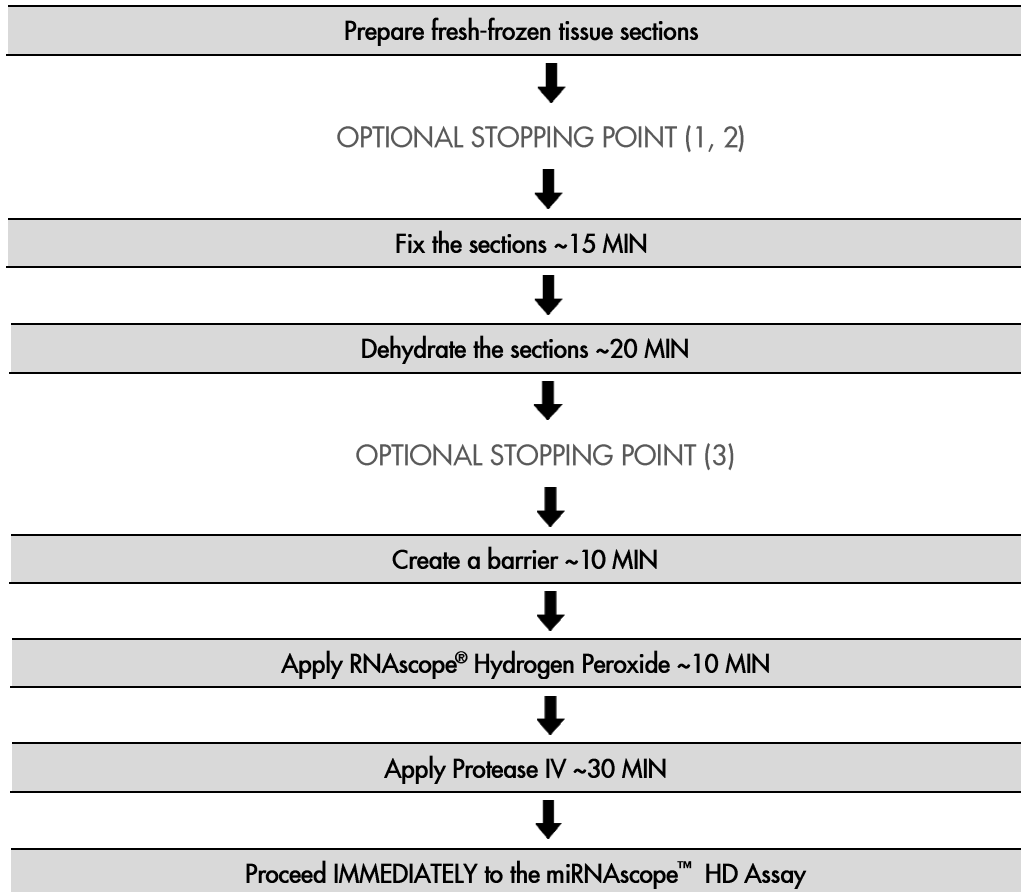 Prepare fresh-frozen tissue sections
OPTIONAL STOPPING POINT (1, 2)
Fix the sections ~15 MIN
Dehydrate the sections ~20 MIN
OPTIONAL STOPPING POINT (3)
Create a barrier ~10 MIN
Apply RNAscope® Hydrogen Peroxide ~10 MIN
Apply Protease IV ~30 MIN
Proceed IMMEDIATELY to the miRNAscope™ HD Assay